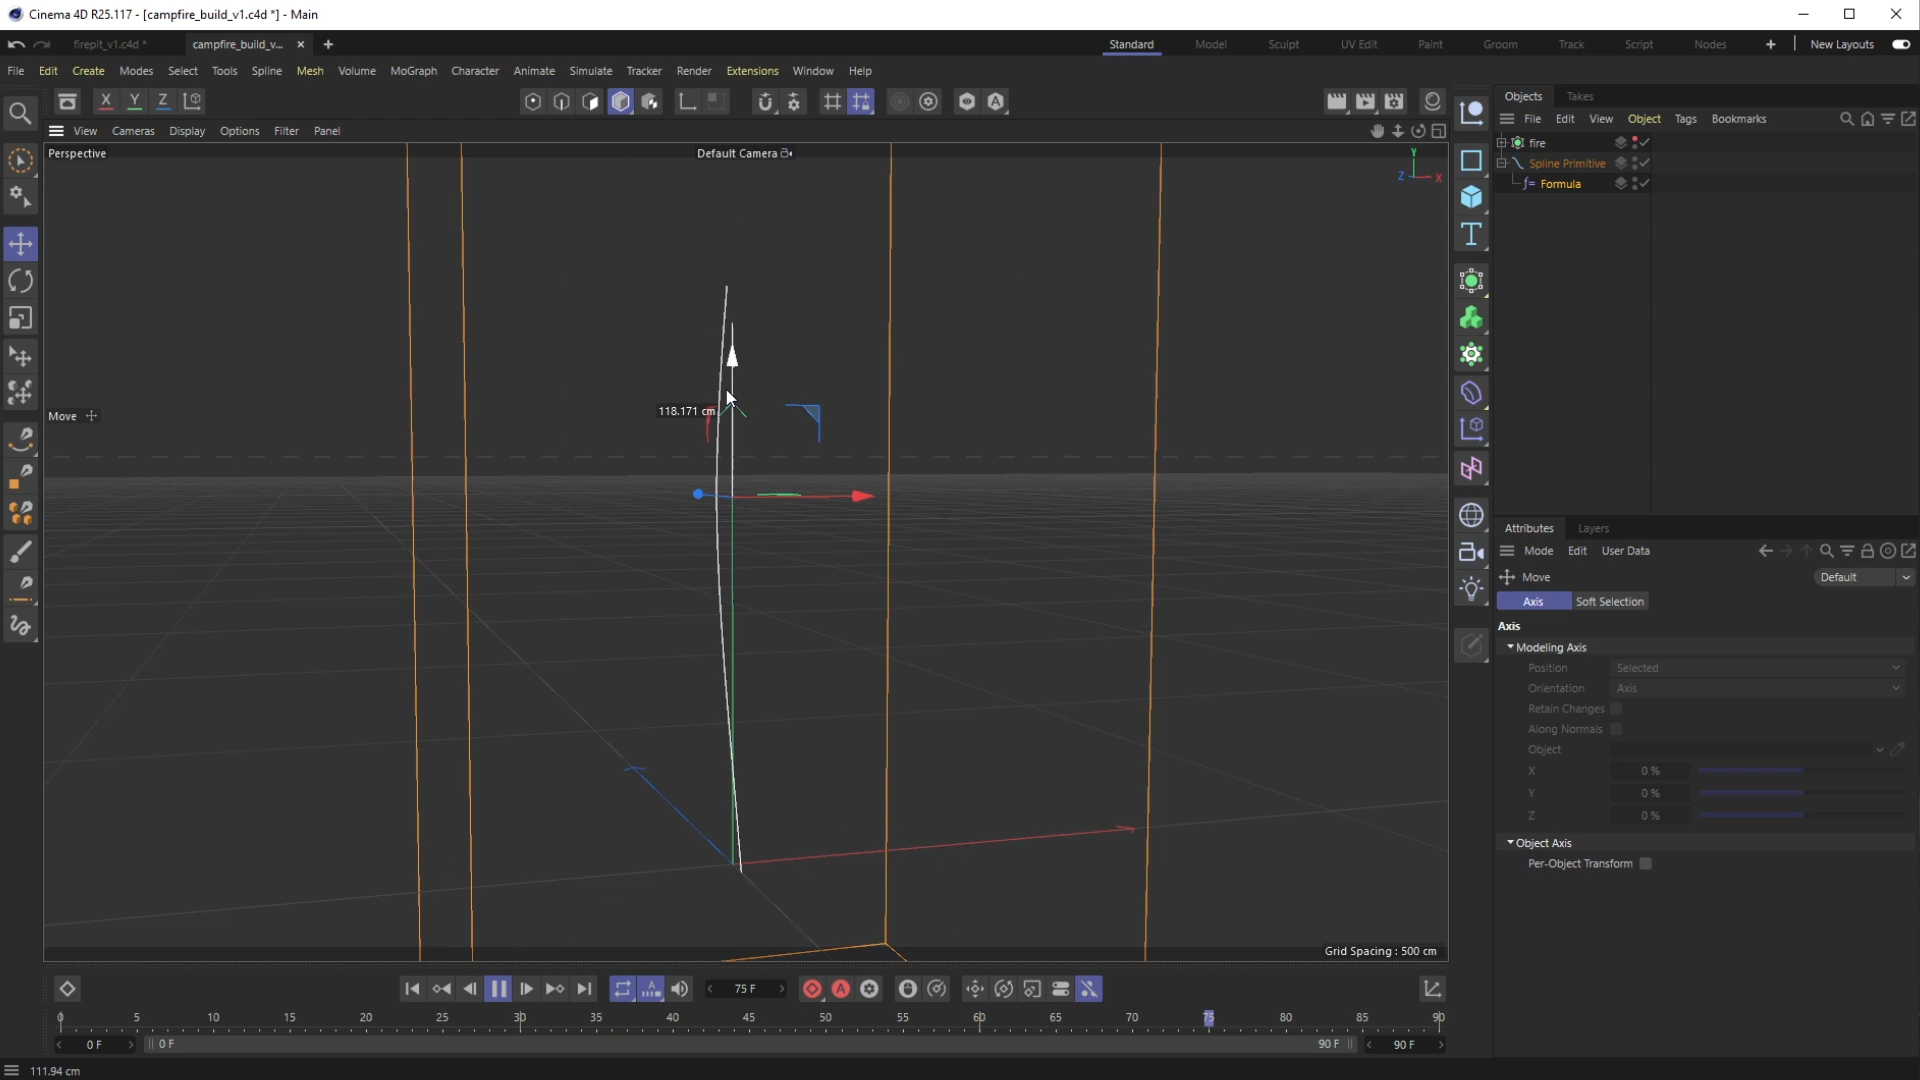 Cinema 4D R25.117 - [campfire_build_v1.c4d *] - Main
firepit_v1.c4d *
campfire_build_v...
Standard
Model
Sculpt
UV Edit
Paint
Groom
Track
Script
Nodes
New Layouts
File Edit Create Modes Select Tools Spline Mesh Volume MoGraph Character Animate Simulate Tracker Render Extensions Window Help
X Y Z
View Cameras Display Options Filter Panel
Perspective
Default Camera
Y
Z
X
118.171 cm
Move
Grid Spacing : 500 cm
Objects Takes
File Edit View Object Tags Bookmarks
fire
Spline Primitive
Formula
Attributes Layers
Mode Edit User Data
Move
Default
Axis Soft Selection
Axis
Modeling Axis
Position Selected
Orientation Axis
Retain Changes
Along Normals
Object
X 0 %
Y 0 %
Z 0 %
Object Axis
Per-Object Transform
75 F
0 5 10 15 20 25 30 35 40 45 50 55 60 65 70 75 80 85 90
0 F
0 F
90 F
90 F
111.94 cm